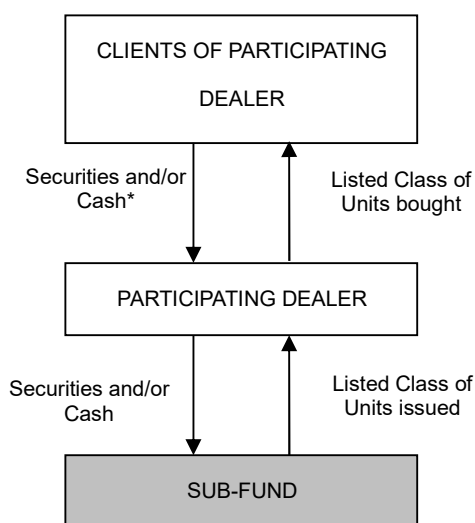 CLIENTS OF PARTICIPATING
DEALER
Securities and/or
Cash*
Listed Class of
Units bought
PARTICIPATING DEALER
Securities and/or
Cash
Listed Class of
Units issued
SUB-FUND